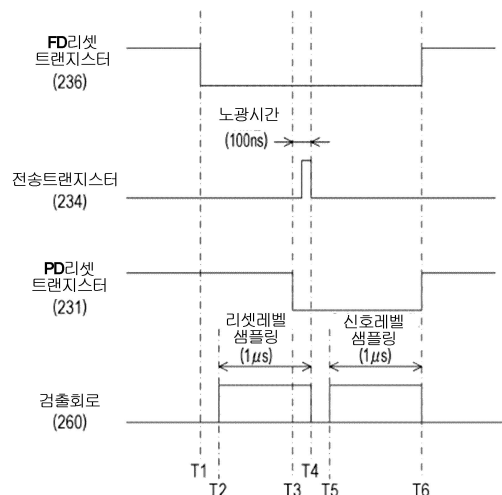 FD리셋
트랜지스터
(236)
노광시간
(100ns)
전송트랜지스터
(234)
PD리셋
트랜지스터
(231)
리셋레벨
샘플링
(1μs)
신호레벨
샘플링
(1μs)
검출회로
(260)
T1
T2
T3
T4
T5
T6